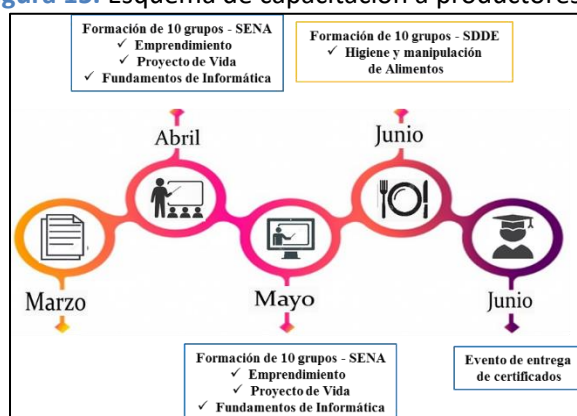 gura 13. Esquema de capacitación a productores
Formación de 10 grupos - SENA
✓ Emprendimiento
✓ Proyecto de Vida
✓ Fundamentos de Informática
Formación de 10 grupos - SDDE
✓ Higiene y manipulación
de Alimentos
Abril
Junio
Marzo
Mayo
Junio
Formación de 10 grupos - SENA
✓ Emprendimiento
✓ Proyecto de Vida
✓ Fundamentos de Informática
Evento de entrega
de certificados